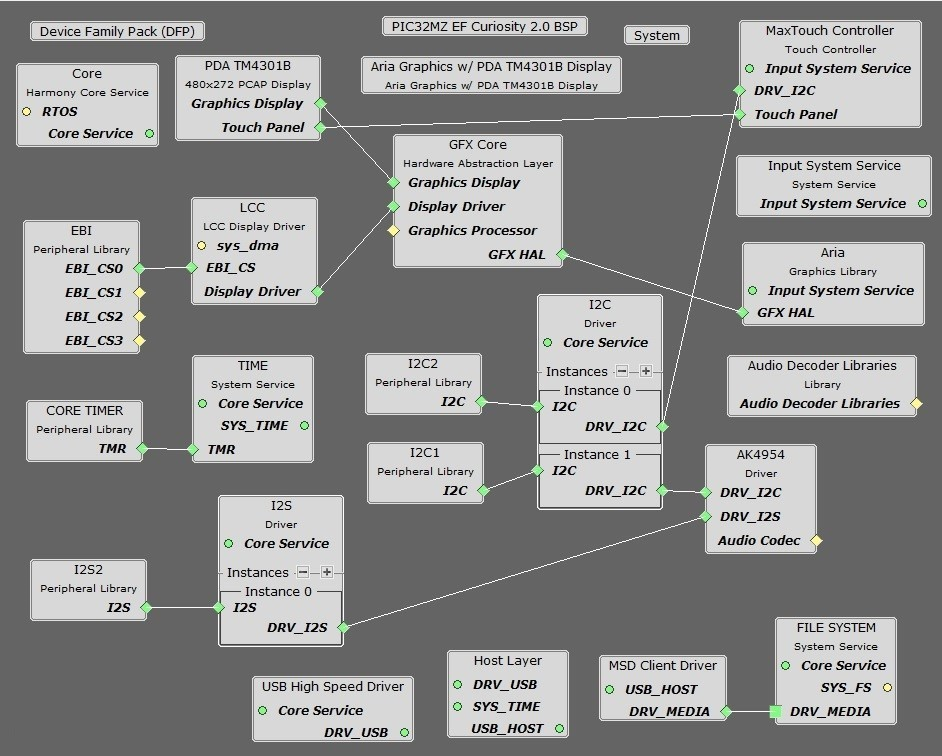 Device Family Pack (DFP)
PIC32MZ EF Curiosity 2.0 BSP
System
MaxTouch Controller
Touch Controller
Input System Service
DRV_I2C
Touch Panel
Core
Harmony Core Service
RTOS
Core Service
PDA TM4301B
480x272 PCAP Display
Graphics Display
Touch Panel
Aria Graphics w/ PDA TM4301B Display
Aria Graphics w/ PDA TM4301B Display
GFX Core
Hardware Abstraction Layer
Graphics Display
Display Driver
Graphics Processor
GFX HAL
Input System Service
System Service
Input System Service
LCC
LCC Display Driver
sys_dma
EBI_CS
Display Driver
EBI
Peripheral Library
EBI_CS0
EBI_CS1
EBI_CS2
EBI_CS3
Aria
Graphics Library
Input System Service
GFX HAL
I2C
Driver
Core Service
Instances
Instance 0
I2C
DRV_I2C
Instance 1
I2C
DRV_I2C
TIME
System Service
Core Service
SYS_TIME
TMR
I2C2
Peripheral Library
I2C
Audio Decoder Libraries
Library
Audio Decoder Libraries
CORE TIMER
Peripheral Library
TMR
I2C1
Peripheral Library
I2C
AK4954
Driver
DRV_I2C
DRV_I2S
Audio Codec
I2S
Driver
Core Service
Instances
Instance 0
I2S
DRV_I2S
I2S2
Peripheral Library
I2S
FILE SYSTEM
System Service
Core Service
SYS_FS
DRV_MEDIA
Host Layer
DRV_USB
SYS_TIME
USB_HOST
MSD Client Driver
USB_HOST
DRV_MEDIA
USB High Speed Driver
Core Service
DRV_USB